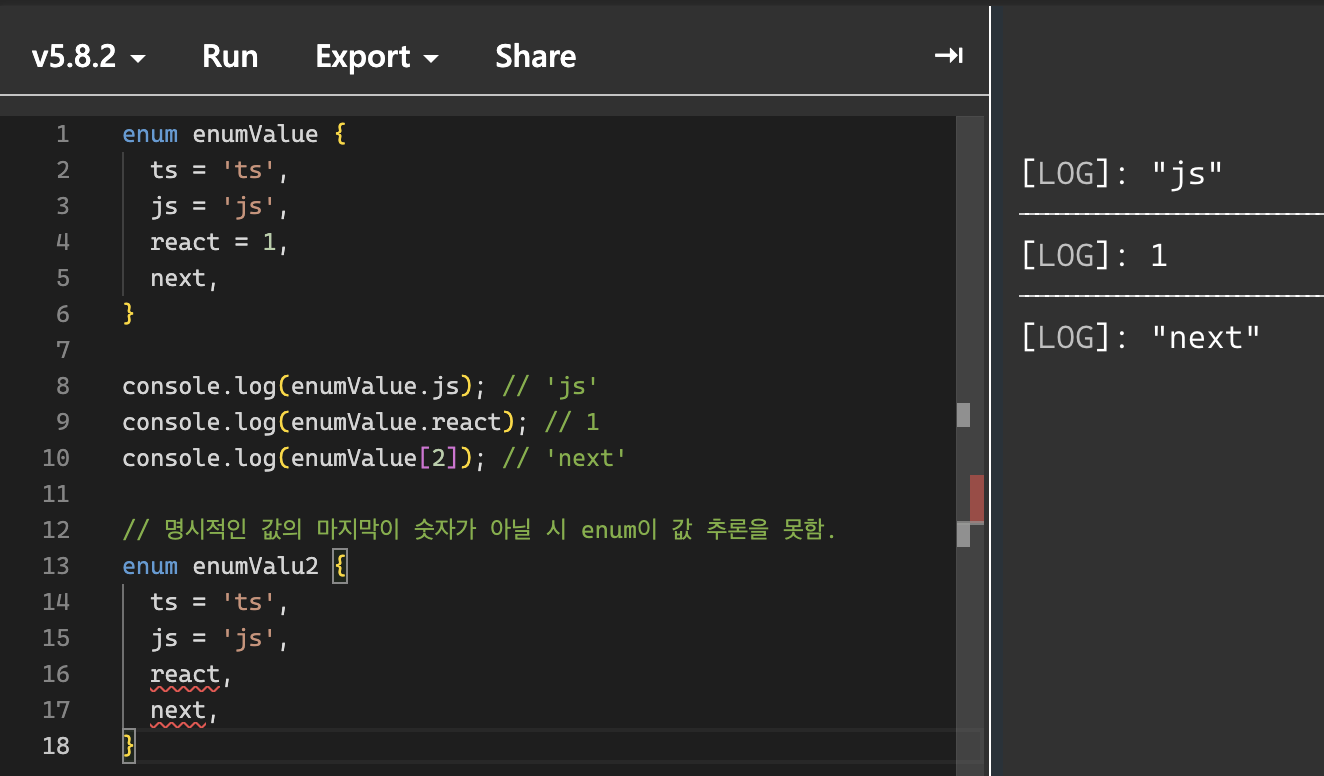 v5.8.2 Run Export Share
1 enum enumValue {
2 ts = 'ts',
3 js = 'js',
4 react = 1,
5 next,
6 }
7
8 console.log(enumValue.js); // 'js'
9 console.log(enumValue.react); // 1
10 console.log(enumValue[2]); // 'next'
11
12 // 명시적인 값의 마지막이 숫자가 아닐 시 enum이 값 추론을 못함.
13 enum enumValu2 {
14 ts = 'ts',
15 js = 'js',
16 react,
17 next,
18 }
[LOG]: "js"
[LOG]: 1
[LOG]: "next"